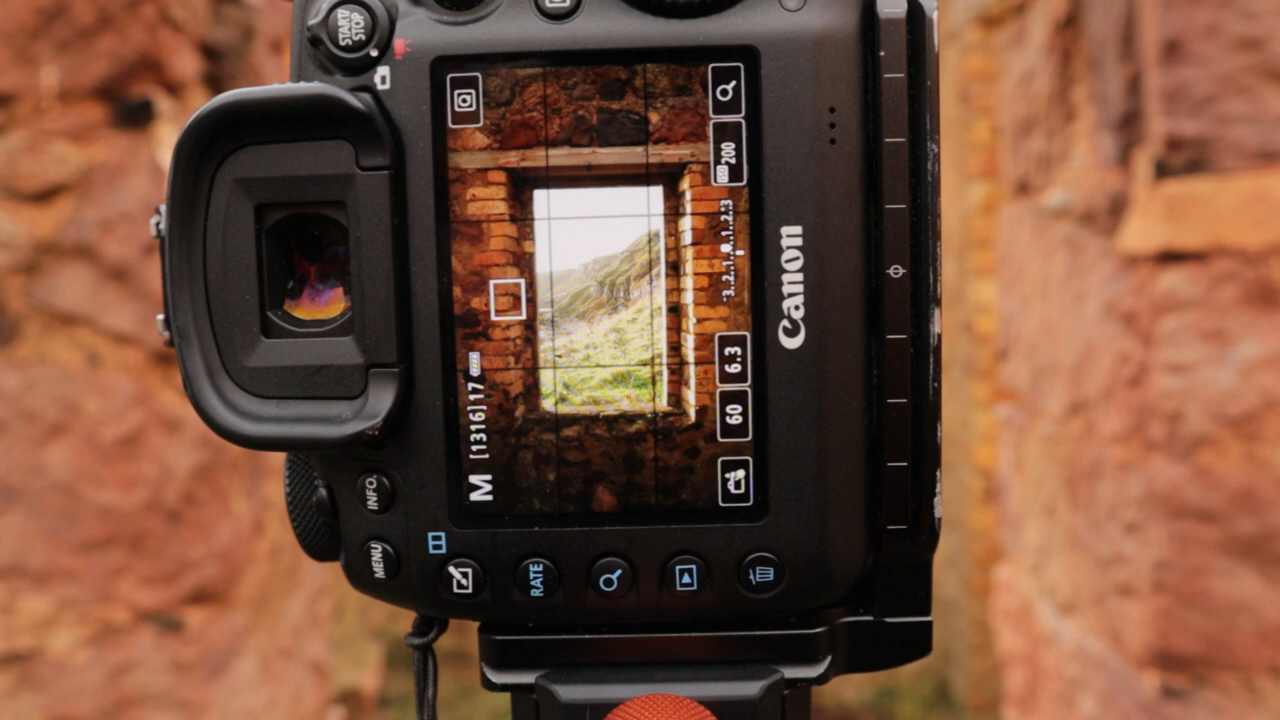 START/
STOP
M [1316] 17
ISO 200
3..2..1..0..1..2..3
60
6.3
Canon
INFO.
MENU
RATE
Q